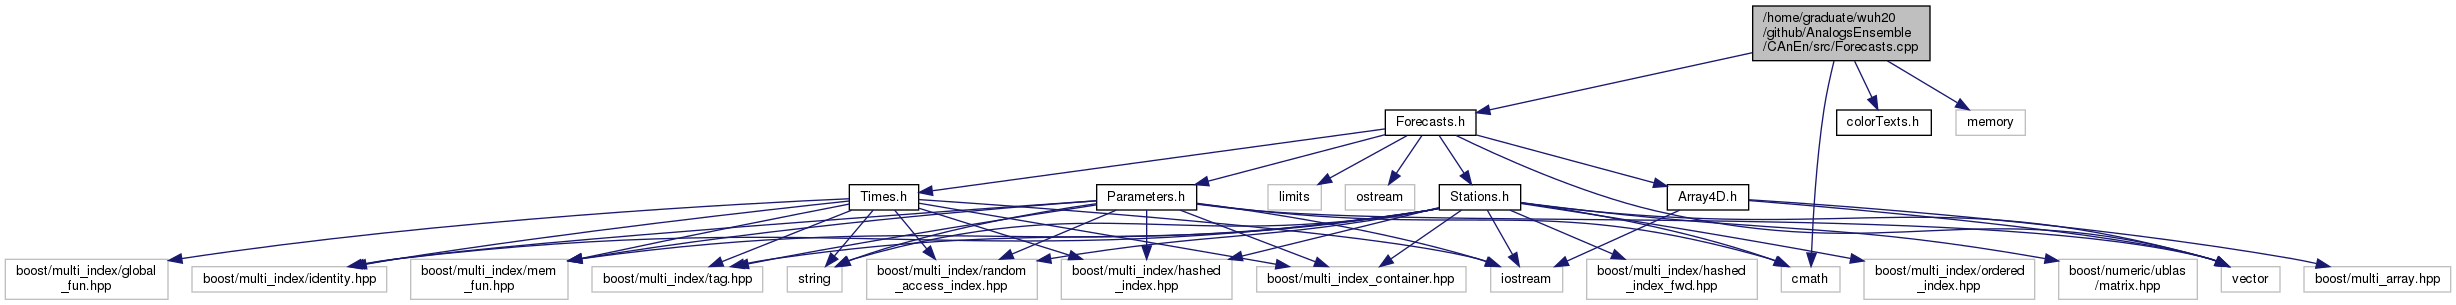 /home/graduate/wuh20
/github/AnalogsEnsemble
/CAnEn/src/Forecasts.cpp
Forecasts.h
colorTexts.h
memory
Times.h
Parameters.h
limits
ostream
Stations.h
Array4D.h
boost/multi_index/global
_fun.hpp
boost/multi_index/identity.hpp
boost/multi_index/mem
_fun.hpp
boost/multi_index/tag.hpp
string
boost/multi_index/random
_access_index.hpp
boost/multi_index/hashed
_index.hpp
boost/multi_index_container.hpp
iostream
boost/multi_index/hashed
_index_fwd.hpp
cmath
boost/multi_index/ordered
_index.hpp
boost/numeric/ublas
/matrix.hpp
vector
boost/multi_array.hpp